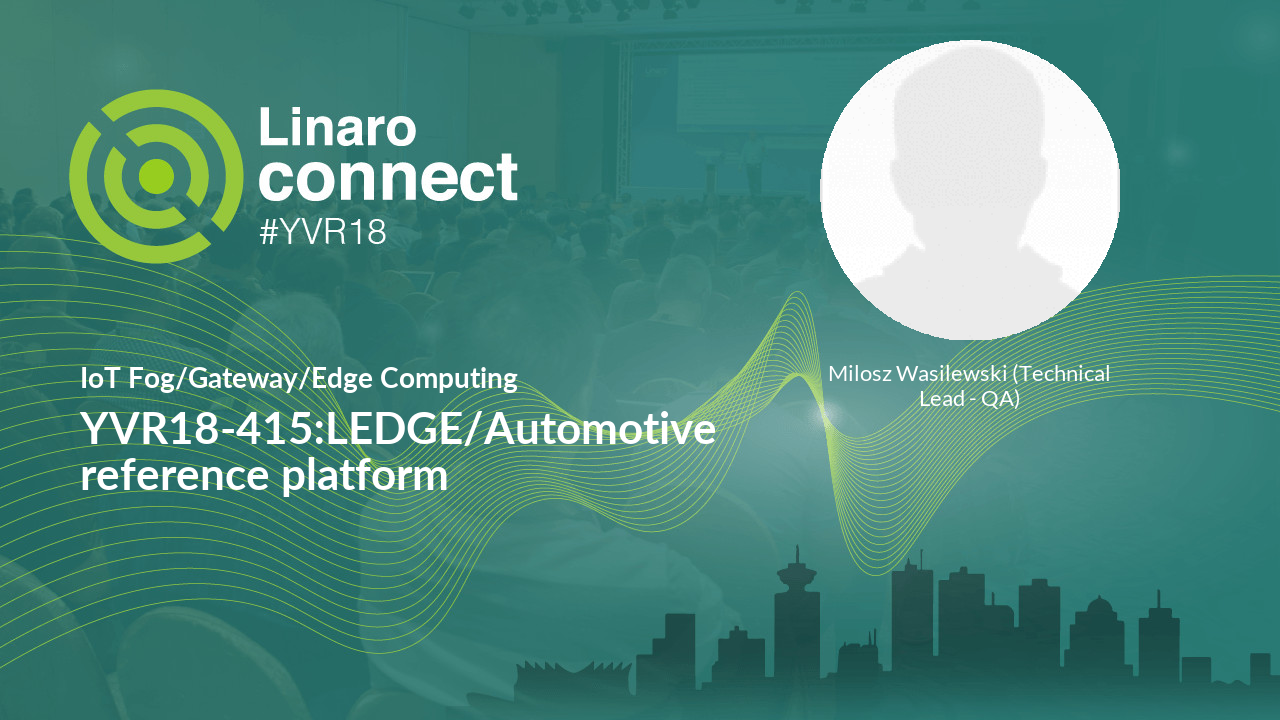 Linaro
connect
#YVR18
IoT Fog/Gateway/Edge Computing
YVR18-415:LEDGE/Automotive
reference platform
Milosz Wasilewski (Technical
Lead - QA)